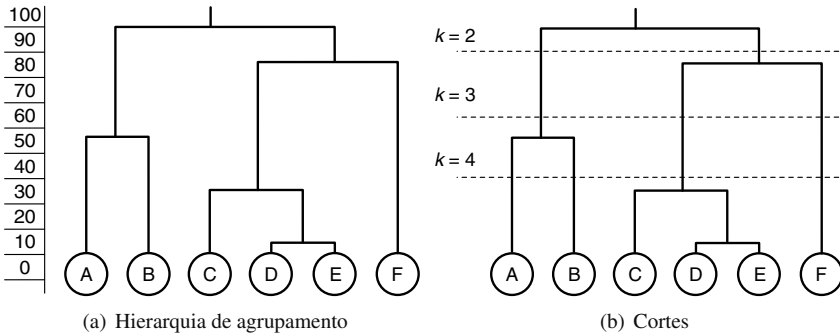 100
90
80
70
60
50
40
30
20
10
0
A B C D E F
(a) Hierarquia de agrupamento
k = 2
k = 3
k = 4
A B C D E F
(b) Cortes